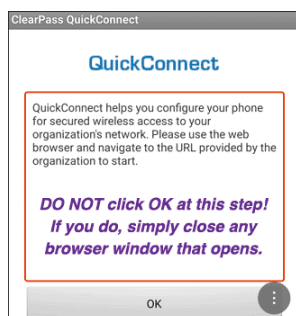 ClearPass QuickConnect
QuickConnect
QuickConnect helps you configure your phone
for secured wireless access to your
organization's network. Please use the web
browser and navigate to the URL provided by the
organization to start.
DO NOT click OK at this step!
If you do, simply close any
browser window that opens.
OK